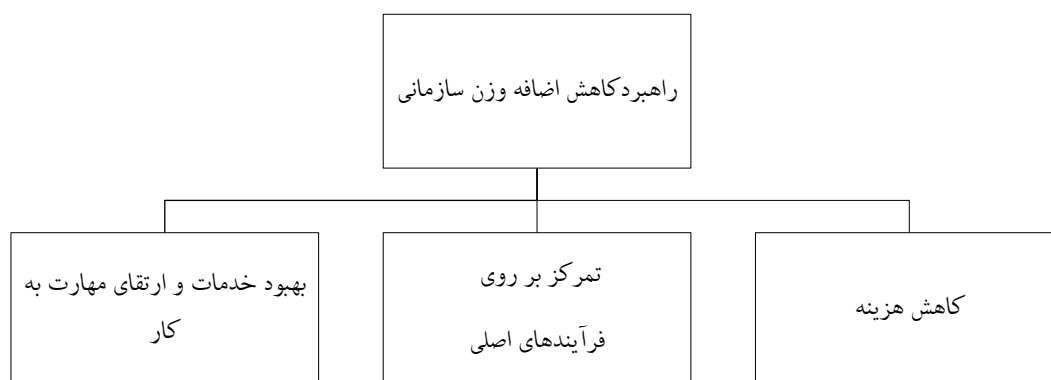 راهبردکاهش اضافه وزن سازمانی
کاهش هزینه
تمرکز بر روی
فرآیندهای اصلی
بهبود خدمات و ارتقای مهارت به
کار